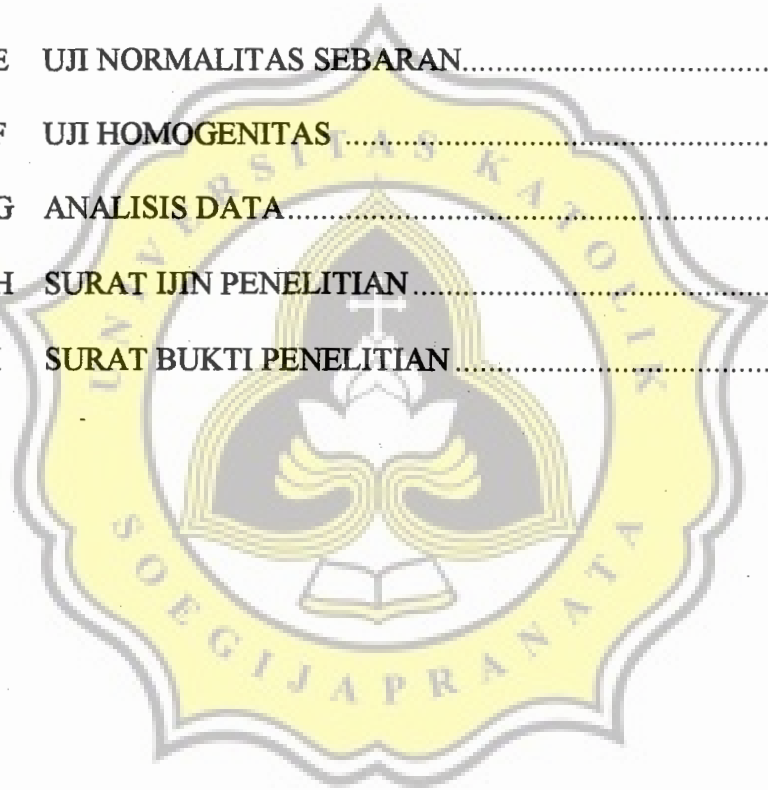 E UJI NORMALITAS SEBARAN
F UJI HOMOGENITAS
G ANALISIS DATA
H SURAT IJIN PENELITIAN
SURAT BUKTI PENELITIAN
UNIVERSITAS KATOLIK
SOEGIJAPRANATA